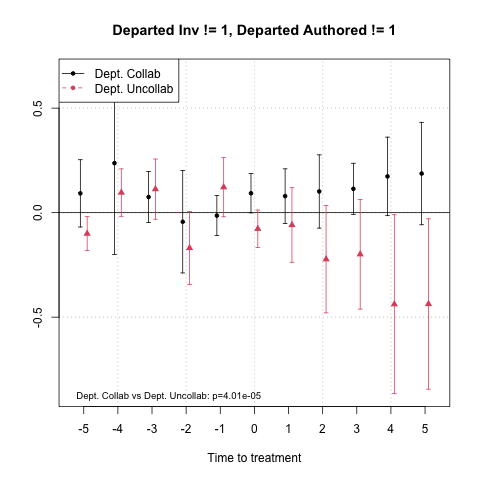 Departed Inv != 1, Departed Authored != 1
Dept. Collab
Dept. Uncollab
0.5
0.0
-0.5
Dept. Collab vs Dept. Uncollab: p=4.01e-05
-5 -4 -3 -2 -1 0 1 2 3 4 5
Time to treatment